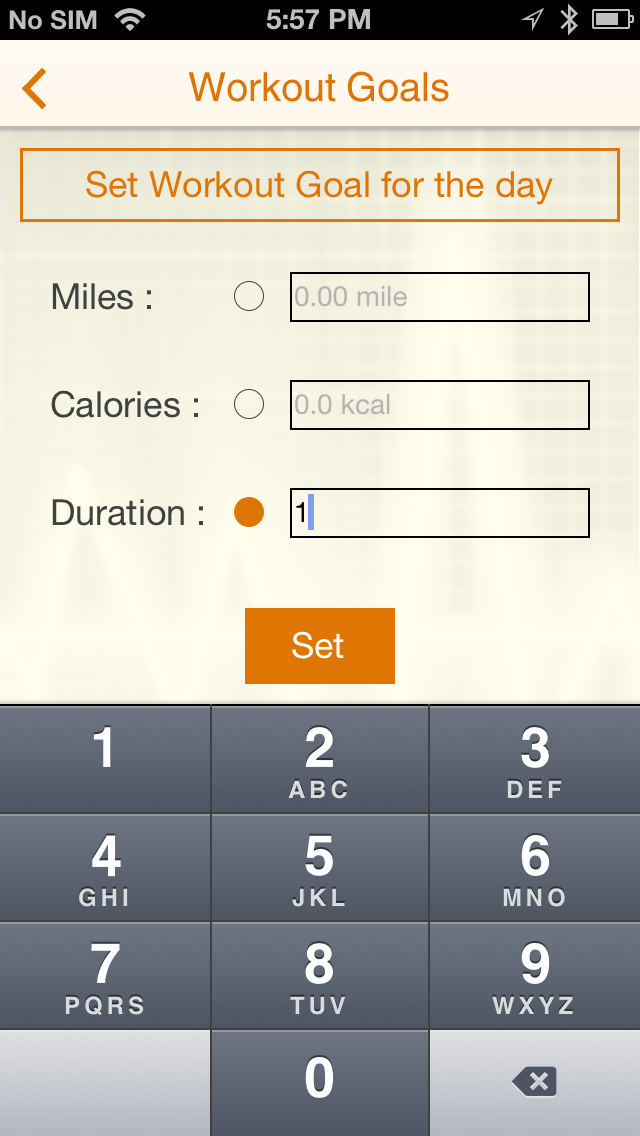 No SIM 5:57 PM
Workout Goals
Set Workout Goal for the day
Miles : 0.00 mile
Calories : 0.0 kcal
Duration : 1
Set
1 2 3
ABC DEF
4 5 6
GHI JKL MNO
7 8 9
PQRS TUV WXYZ
0